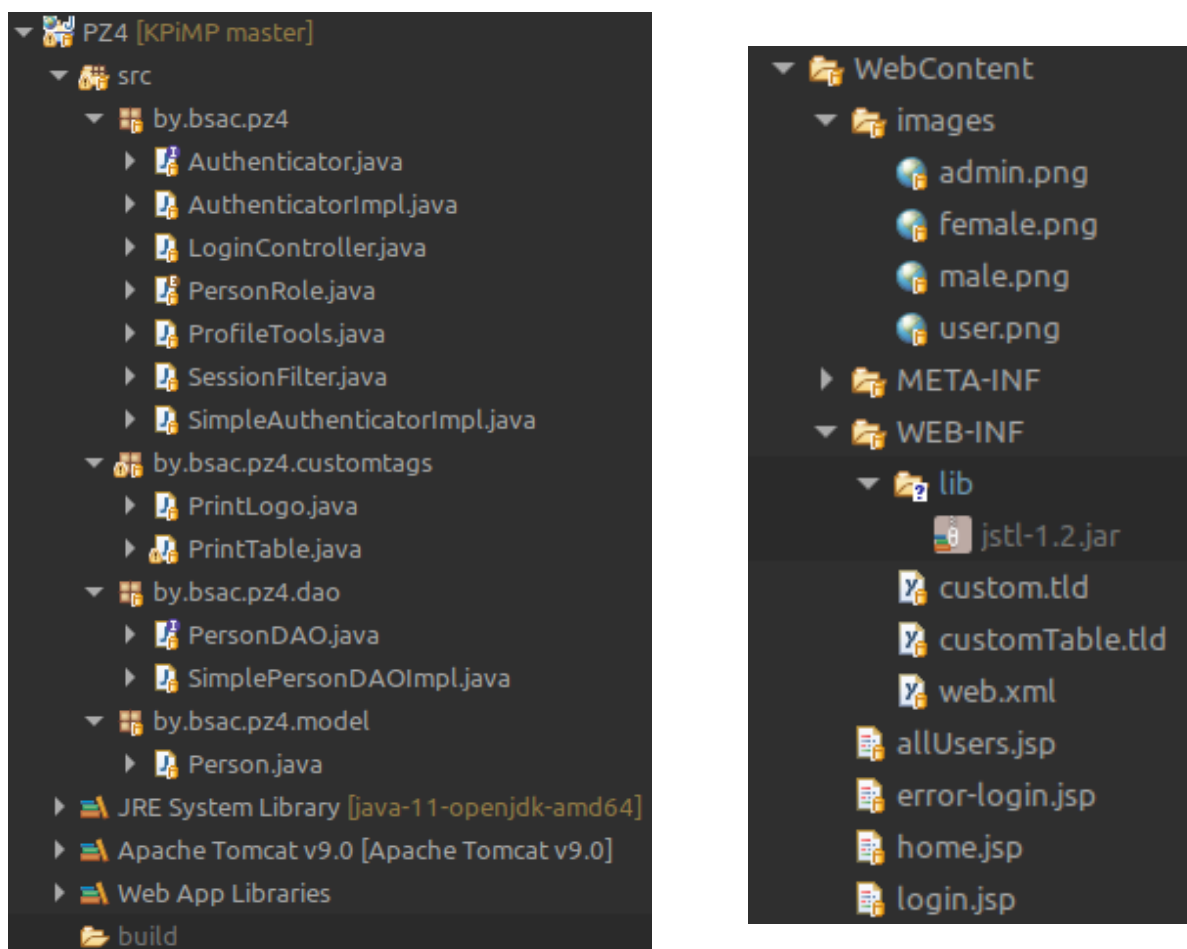 PZ4 [KPiMP master]
src
by.bsac.pz4
Authenticator.java
AuthenticatorImpl.java
LoginController.java
PersonRole.java
ProfileTools.java
SessionFilter.java
SimpleAuthenticatorImpl.java
by.bsac.pz4.customtags
PrintLogo.java
PrintTable.java
by.bsac.pz4.dao
PersonDAO.java
SimplePersonDAOImpl.java
by.bsac.pz4.model
Person.java
JRE System Library [java-11-openjdk-amd64]
Apache Tomcat v9.0 [Apache Tomcat v9.0]
Web App Libraries
build
WebContent
images
admin.png
female.png
male.png
user.png
META-INF
WEB-INF
lib
jstl-1.2.jar
custom.tld
customTable.tld
web.xml
allUsers.jsp
error-login.jsp
home.jsp
login.jsp